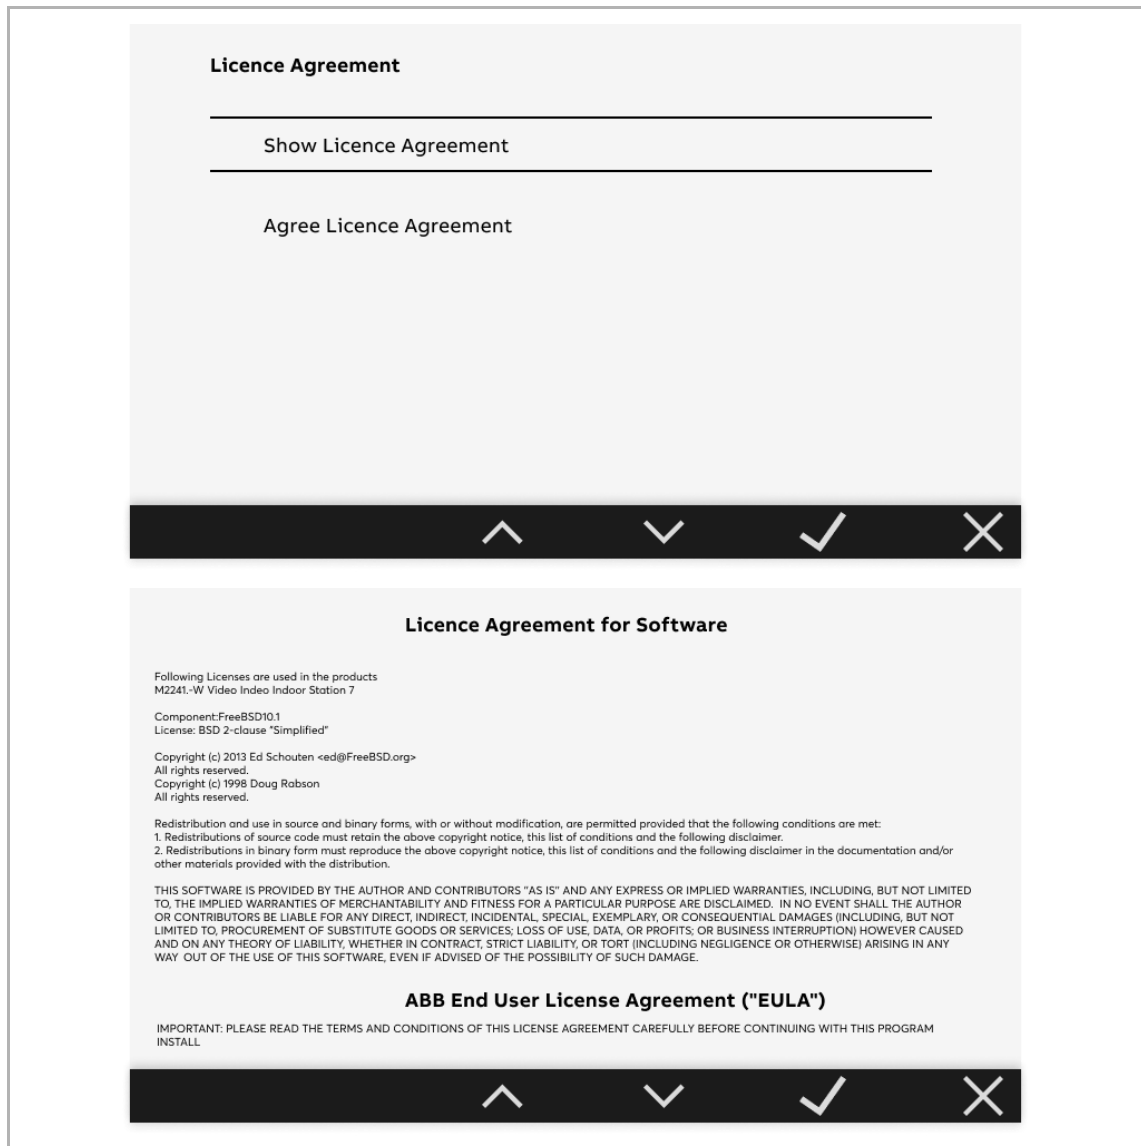 Licence Agreement
Show Licence Agreement
Agree Licence Agreement
Licence Agreement for Software
Following Licenses are used in the products
M2241.-W Video Indeo Indoor Station 7
Component:FreeBSD10.1
License: BSD 2-clause "Simplified"
Copyright (c) 2013 Ed Schouten <ed@FreeBSD.org>
All rights reserved.
Copyright (c) 1998 Doug Rabson
All rights reserved.
Redistribution and use in source and binary forms, with or without modification, are permitted provided that the following conditions are met:
1. Redistributions of source code must retain the above copyright notice, this list of conditions and the following disclaimer.
2. Redistributions in binary form must reproduce the above copyright notice, this list of conditions and the following disclaimer in the documentation and/or
other materials provided with the distribution.
THIS SOFTWARE IS PROVIDED BY THE AUTHOR AND CONTRIBUTORS "AS IS" AND ANY EXPRESS OR IMPLIED WARRANTIES, INCLUDING, BUT NOT LIMITED
TO, THE IMPLIED WARRANTIES OF MERCHANTABILITY AND FITNESS FOR A PARTICULAR PURPOSE ARE DISCLAIMED. IN NO EVENT SHALL THE AUTHOR
OR CONTRIBUTORS BE LIABLE FOR ANY DIRECT, INDIRECT, INCIDENTAL, SPECIAL, EXEMPLARY, OR CONSEQUENTIAL DAMAGES (INCLUDING, BUT NOT
LIMITED TO, PROCUREMENT OF SUBSTITUTE GOODS OR SERVICES; LOSS OF USE, DATA, OR PROFITS; OR BUSINESS INTERRUPTION) HOWEVER CAUSED
AND ON ANY THEORY OF LIABILITY, WHETHER IN CONTRACT, STRICT LIABILITY, OR TORT (INCLUDING NEGLIGENCE OR OTHERWISE) ARISING IN ANY
WAY OUT OF THE USE OF THIS SOFTWARE, EVEN IF ADVISED OF THE POSSIBILITY OF SUCH DAMAGE.
ABB End User License Agreement ("EULA")
IMPORTANT: PLEASE READ THE TERMS AND CONDITIONS OF THIS LICENSE AGREEMENT CAREFULLY BEFORE CONTINUING WITH THIS PROGRAM
INSTALL